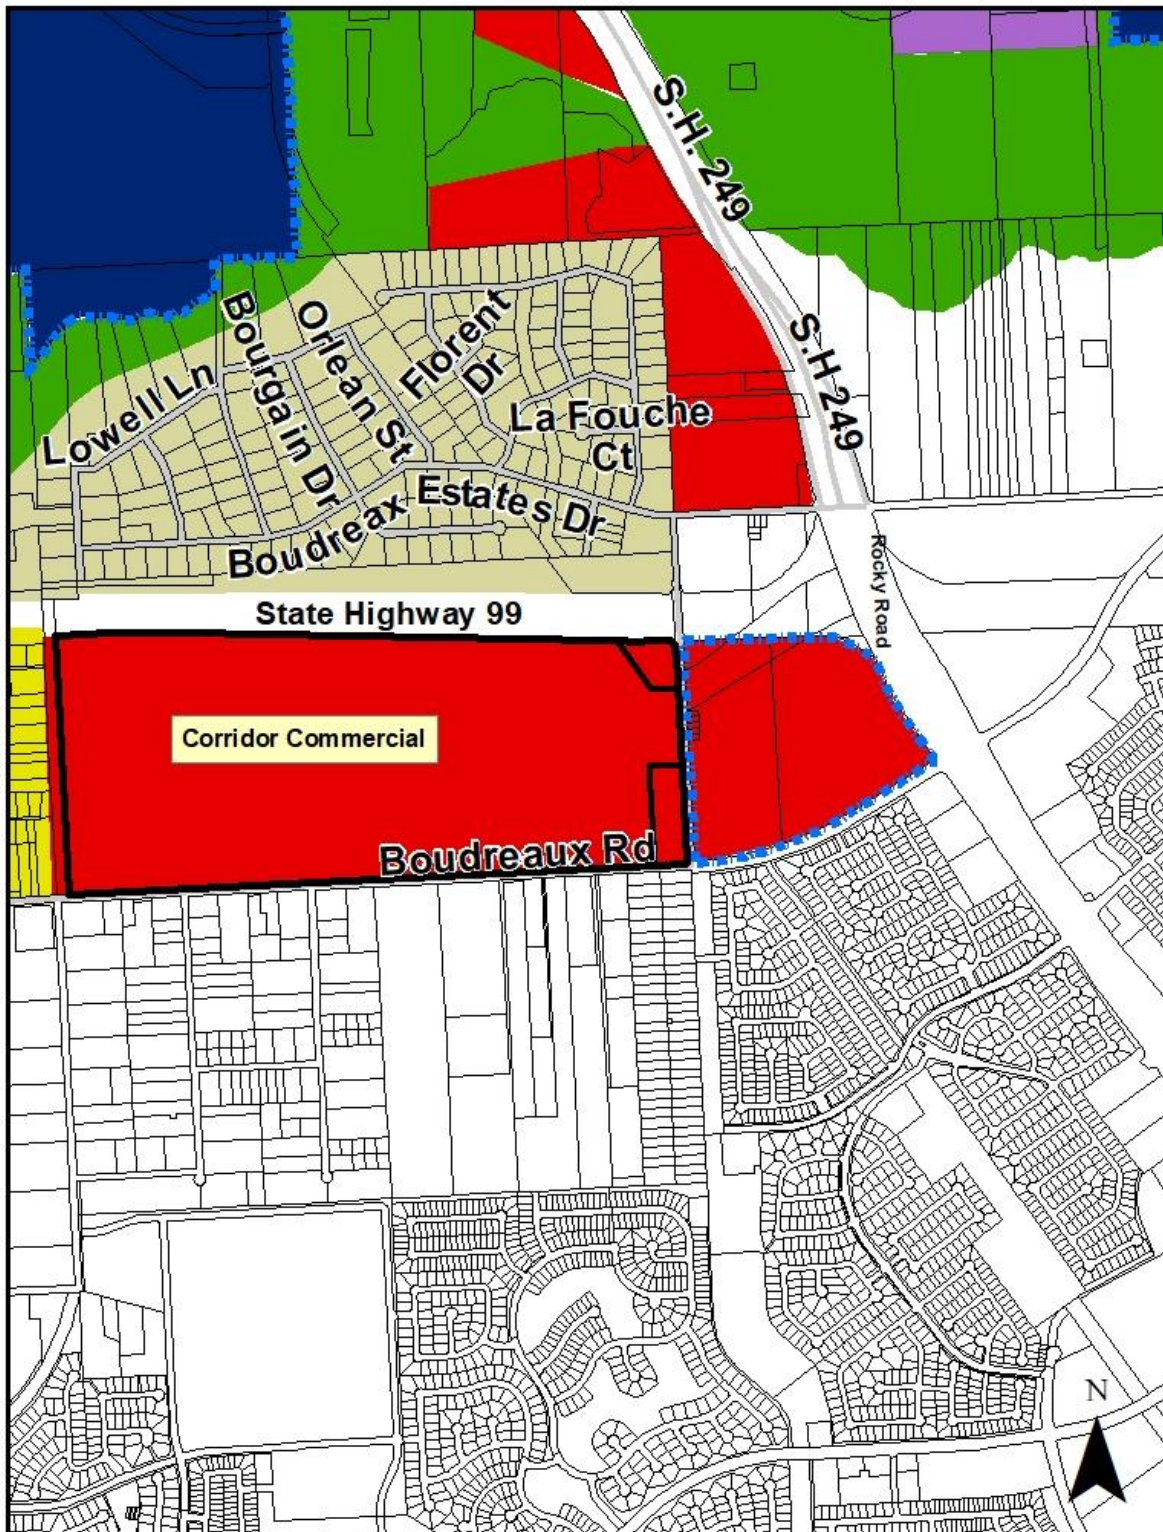 S.H. 249
S.H 249
Orlean St
Florent
Dr
Bourgain Dr
Lowell Ln
La Fouche
Ct
Boudreax Estates Dr
Rocky Road
State Highway 99
Corridor Commercial
Boudreaux Rd
N